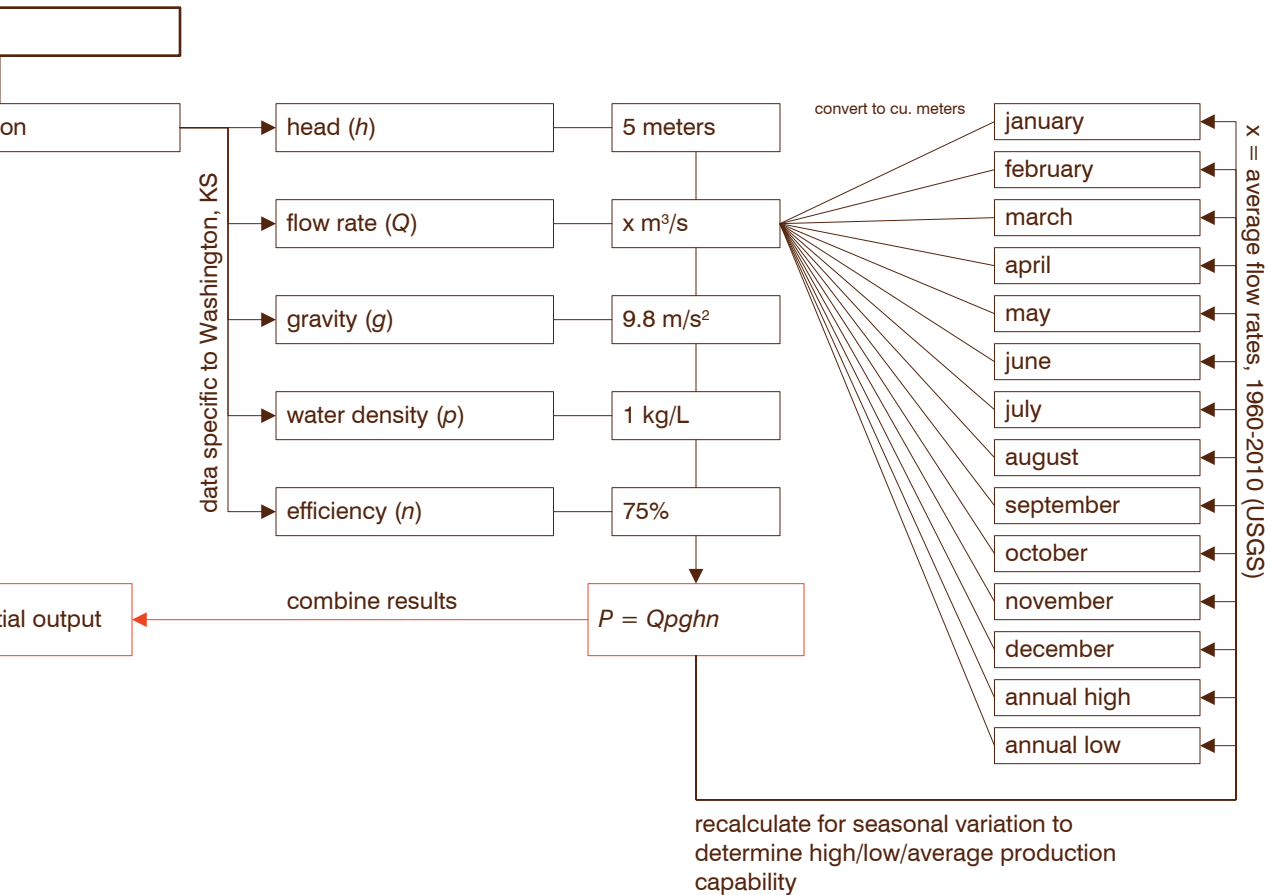 on
data specific to Washington, KS
head (h)
5 meters
flow rate (Q)
x m³/s
gravity (g)
9.8 m/s²
water density (p)
1 kg/L
efficiency (n)
75%
tial output
combine results
P = Qpghn
convert to cu. meters
january
february
march
april
may
june
july
august
september
october
november
december
annual high
annual low
x = average flow rates, 1960-2010 (USGS)
recalculate for seasonal variation to
determine high/low/average production
capability